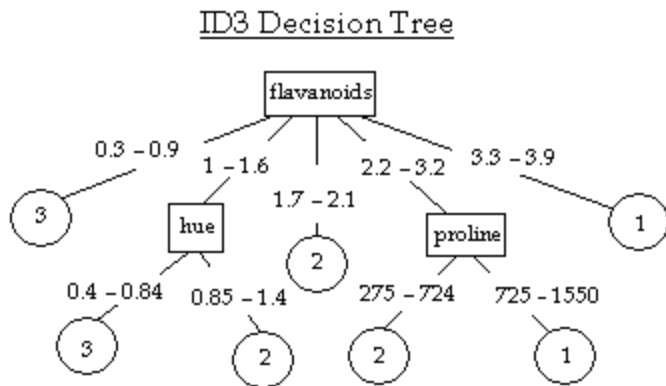 ID3 Decision Tree
flavanoids
0.3 – 0.9
1 – 1.6
1.7 – 2.1
2.2 – 3.2
3.3 – 3.9
3
hue
2
proline
1
0.4 – 0.84
0.85 – 1.4
275 – 724
725 – 1550
3
2
2
1